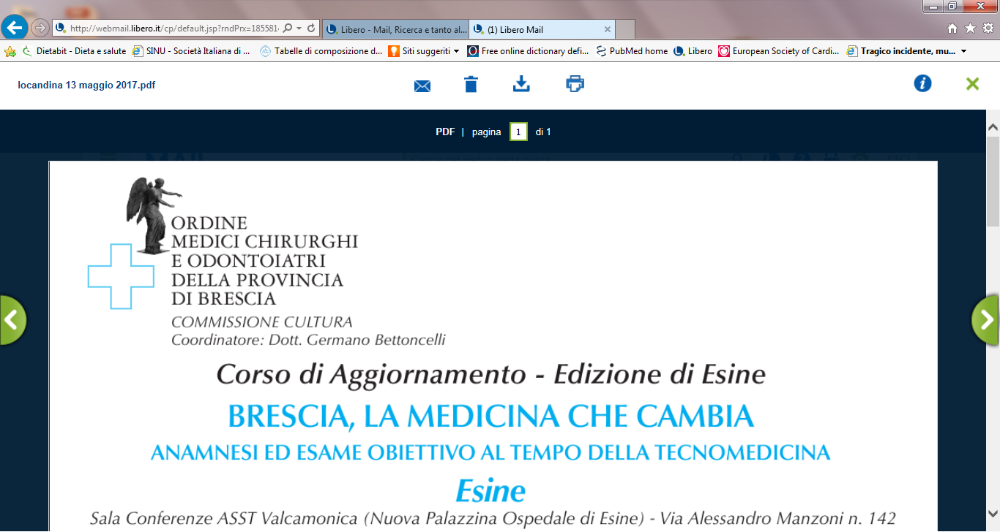 http://webmail.libero.it/cp/default.jsp?rndPrx=185581
Libero - Mail, Ricerca e tanto al...
(1) Libero Mail
Dietabit - Dieta e salute
SINU - Società Italiana di ...
Tabelle di composizione d...
Siti suggeriti
Free online dictionary defi...
PubMed home
Libero
European Society of Cardi...
Tragico incidente, mu...
locandina 13 maggio 2017.pdf
PDF | pagina 1 di 1
ORDINE
MEDICI CHIRURGHI
E ODONTOIATRI
DELLA PROVINCIA
DI BRESCIA
COMMISSIONE CULTURA
Coordinatore: Dott. Germano Bettoncelli
Corso di Aggiornamento - Edizione di Esine
BRESCIA, LA MEDICINA CHE CAMBIA
ANAMNESI ED ESAME OBIETTIVO AL TEMPO DELLA TECNOMEDICINA
Esine
Sala Conferenze ASST Valcamonica (Nuova Palazzina Ospedale di Esine) - Via Alessandro Manzoni n. 142